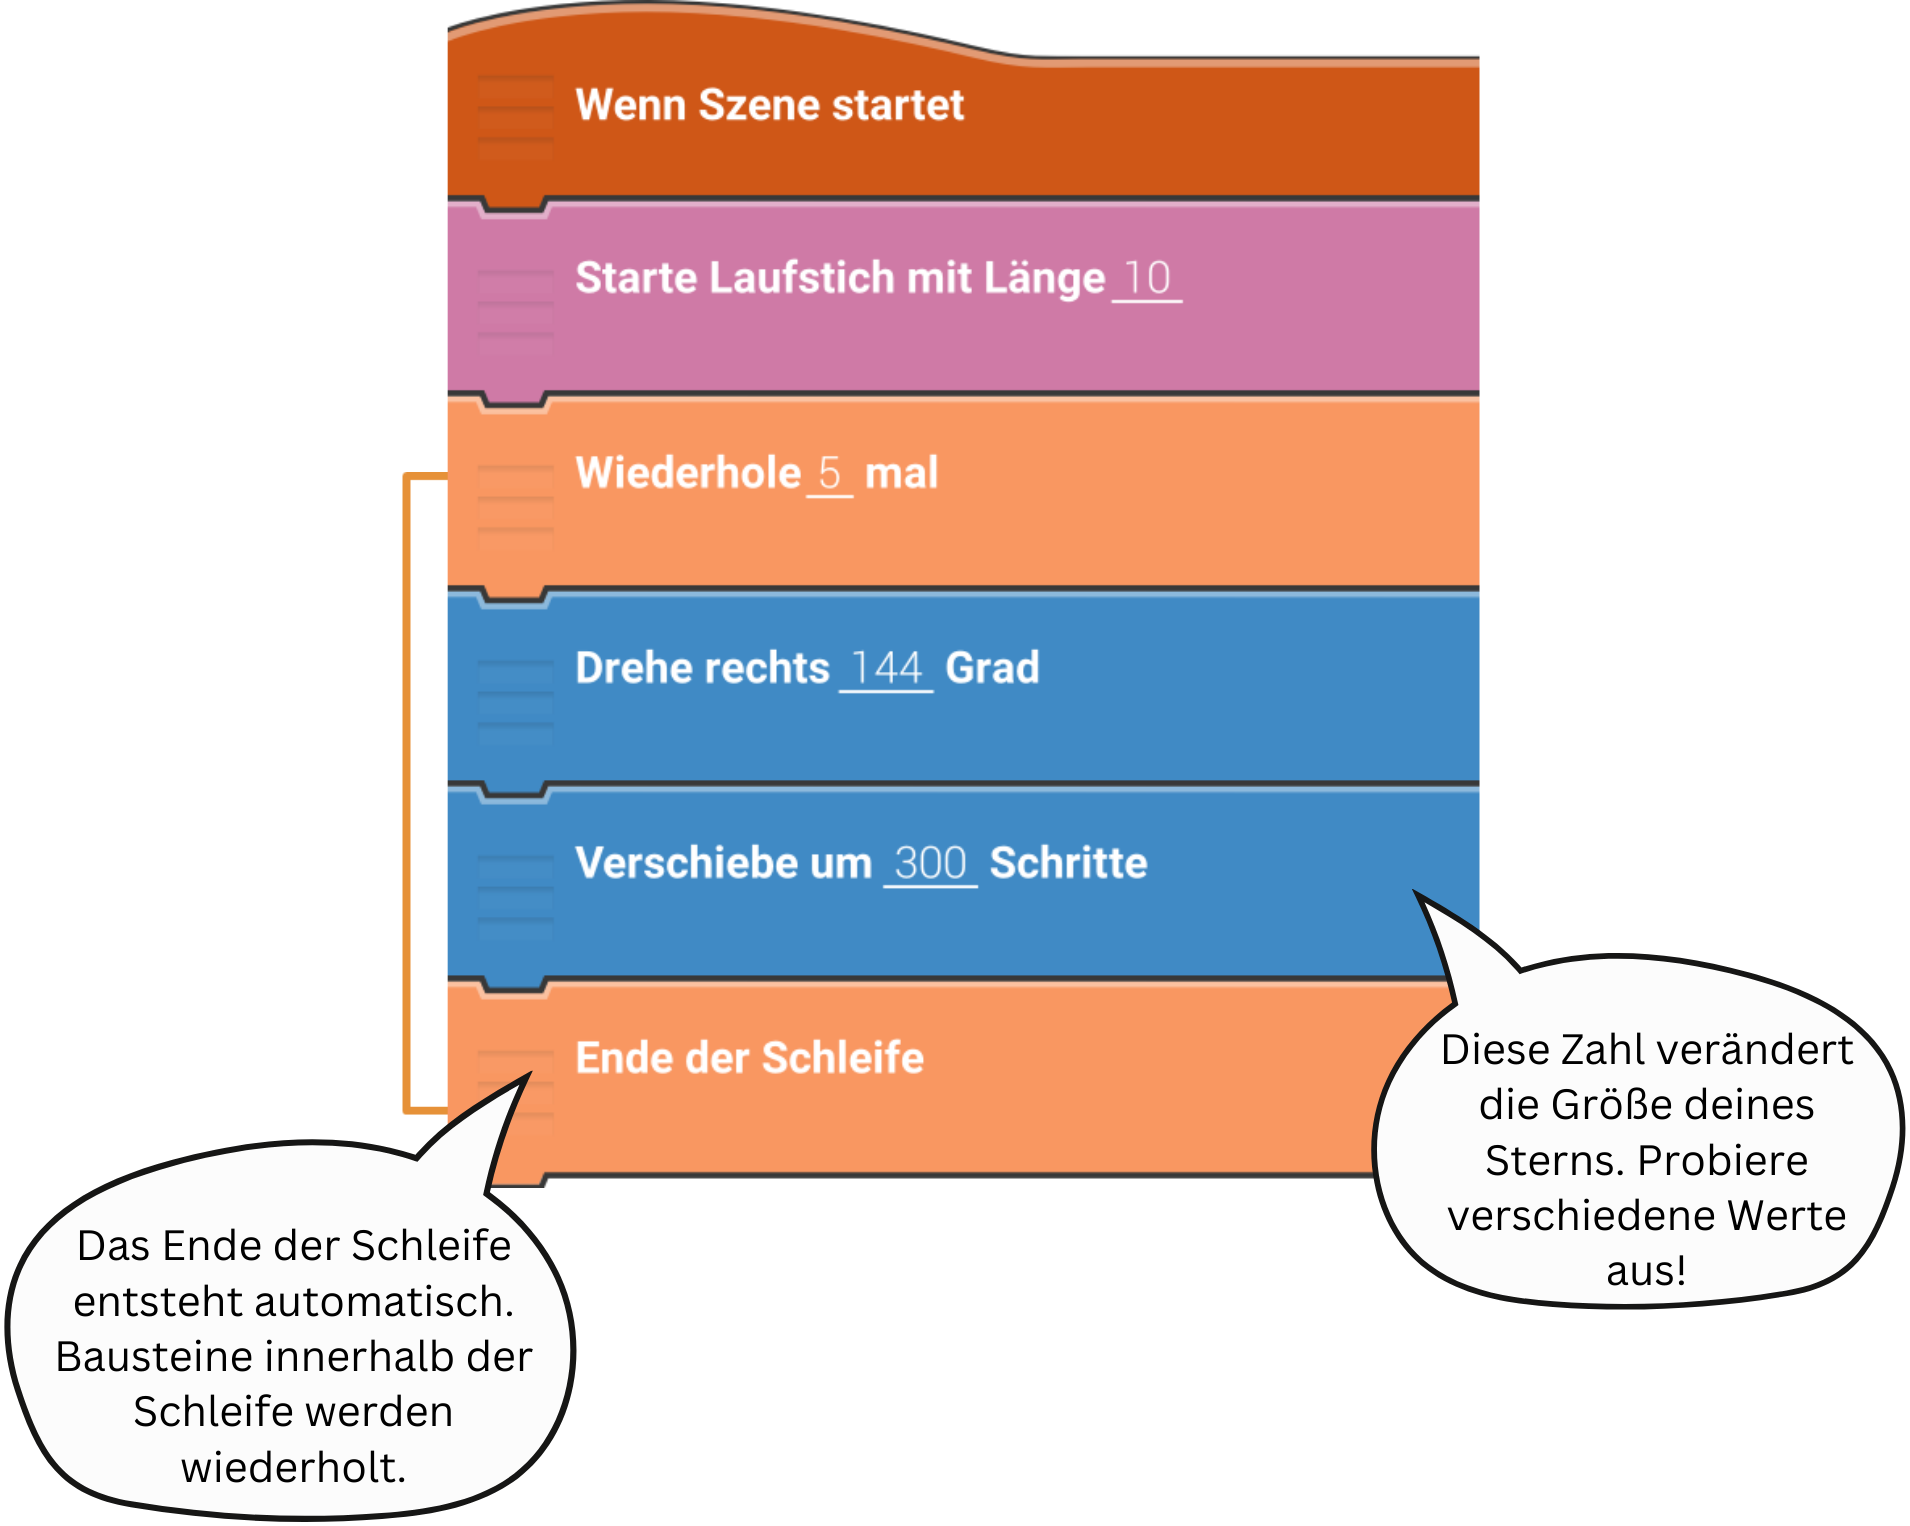 Wenn Szene startet
Starte Laufstich mit Länge 10
Wiederhole 5 mal
Drehe rechts 144 Grad
Verschiebe um 300 Schritte
Ende der Schleife
Diese Zahl verändert
die Größe deines
Sterns. Probiere
verschiedene Werte
aus!
Das Ende der Schleife
entsteht automatisch.
Bausteine innerhalb der
Schleife werden
wiederholt.